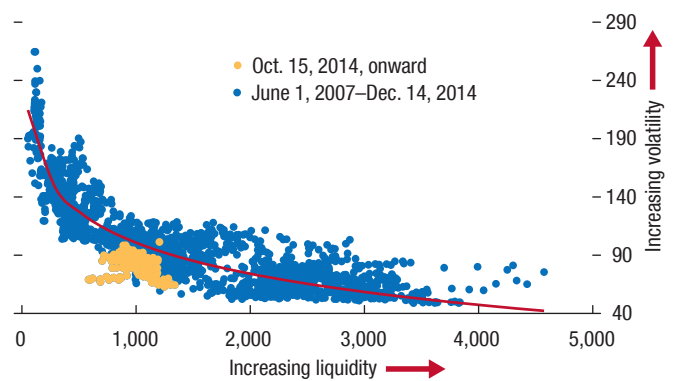 290
Oct. 15, 2014, onward
240
June 1, 2007–Dec. 14, 2014
190
140
90
40
Increasing volatility
0 1,000 2,000 3,000 4,000 5,000
Increasing liquidity